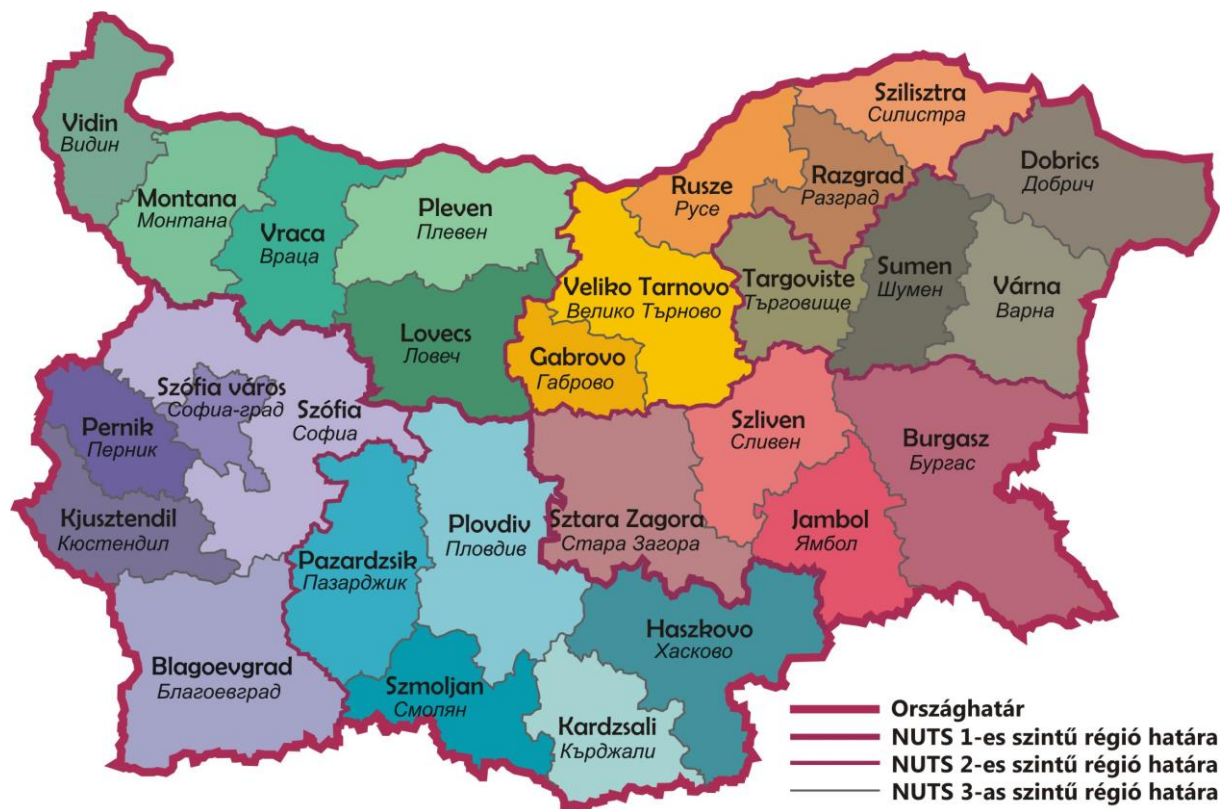 Vidin
Видин
Montana
Монтана
Vraca
Враца
Pleven
Плевен
Lovecs
Ловеч
Veliko Tarnovo
Велико Търново
Gabrovo
Габрово
Rusze
Русе
Razgrad
Разград
Szilisztra
Силистра
Dobrics
Добрич
Targoviste
Търговище
Sumen
Шумен
Várna
Варна
Szófia város
София-град
Szófia
София
Pernik
Перник
Kjusztendil
Кюстендил
Blagoevgrad
Благоевград
Pazardzsik
Пазарджик
Plovdiv
Пловдив
Szmoljan
Смолян
Kardzsali
Кърджали
Haszkovo
Хасково
Sztara Zagora
Стара Загора
Szliven
Сливен
Jambol
Ямбол
Burgasz
Бургас
Országhatár
NUTS 1-es szintű régió határa
NUTS 2-es szintű régió határa
NUTS 3-as szintű régió határa